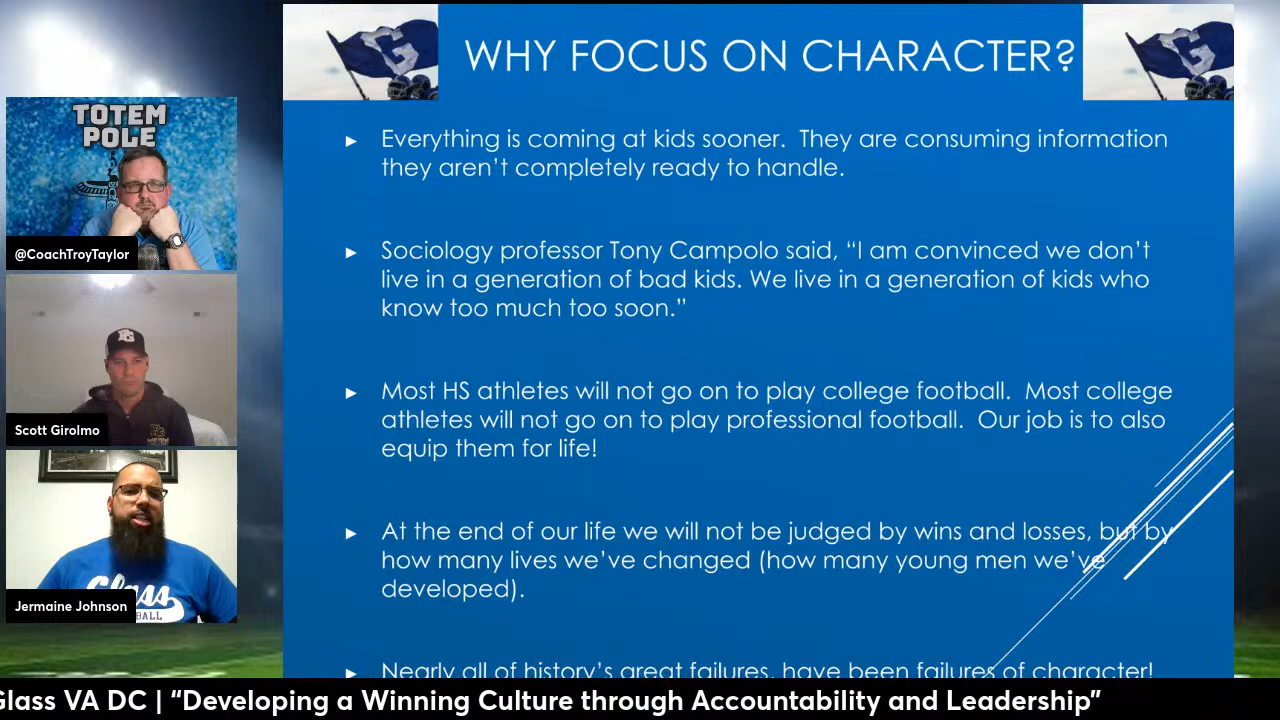 WHY FOCUS ON CHARACTER?
► Everything is coming at kids sooner.  They are consuming information
they aren’t completely ready to handle.
► Sociology professor Tony Campolo said, “I am convinced we don’t
live in a generation of bad kids. We live in a generation of kids who
know too much too soon.”
► Most HS athletes will not go on to play college football.  Most college
athletes will not go on to play professional football.  Our job is to also
equip them for life!
► At the end of our life we will not be judged by wins and losses, but by
how many lives we’ve changed (how many young men we’ve
developed).
► Nearly all of history’s great failures, have been failures of character!
G
G
TOTEM
POLE
@CoachTroyTaylor
Scott Girolmo
Glass
BALL
Jermaine Johnson
Glass VA DC | “Developing a Winning Culture through Accountability and Leadership”